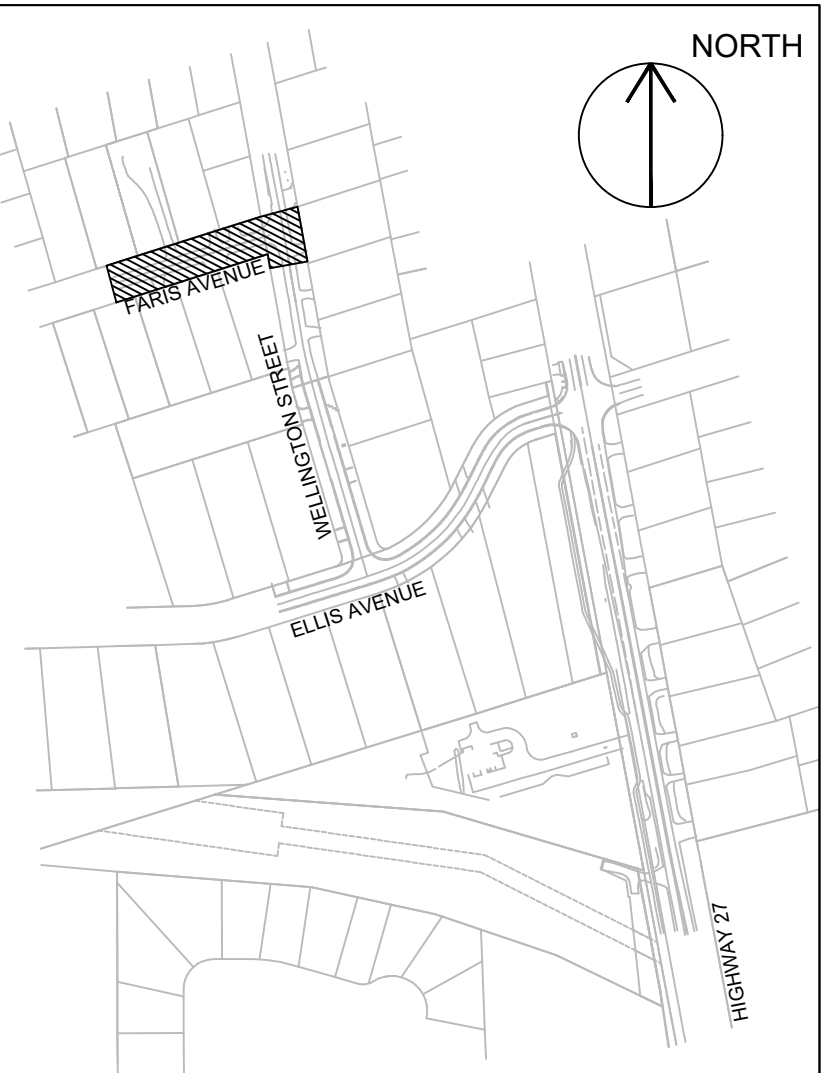 NORTH
FARIS AVENUE
WELLINGTON STREET
ELLIS AVENUE
HIGHWAY 27